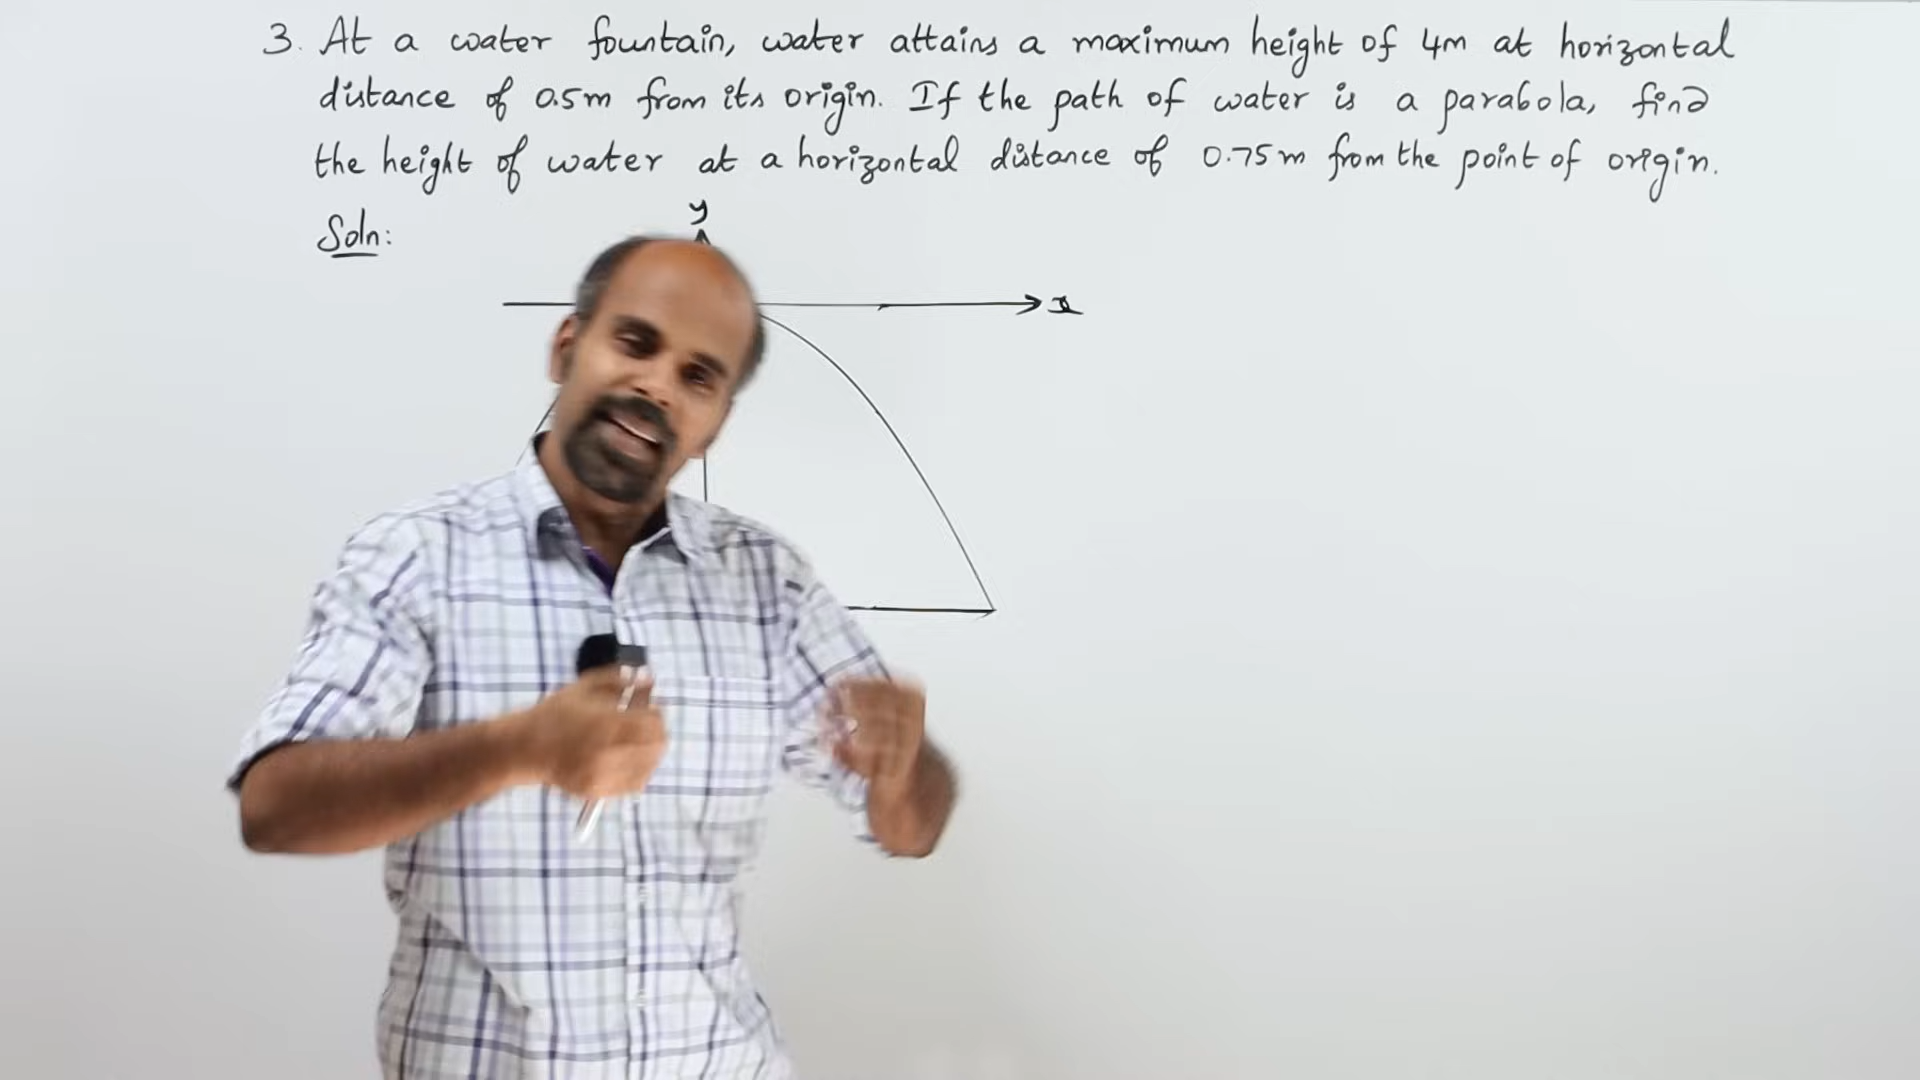 3. At a water fountain, water attains a maximum height of 4m at horizontal
distance of 0.5m from its origin. If the path of water is a parabola, find
the height of water at a horizontal distance of 0.75m from the point of origin.
Soln:
y
x